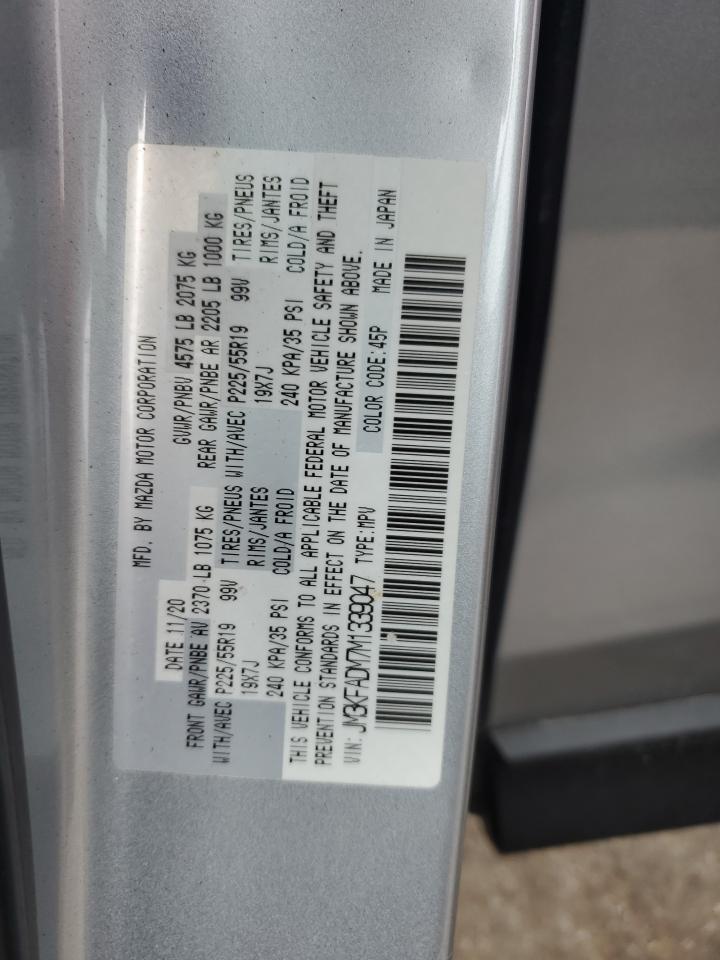 MFD. BY MAZDA MOTOR CORPORATION
DATE 11/20 GVWR/PNBV 4575 LB 2075 KG
FRONT GAWR/PNBE AV 2370 LB 1075 KG REAR GAWR/PNBE AR 2205 LB 1000 KG
WITH/AVEC P225/55R19 99V TIRES/PNEUS WITH/AVEC P225/55R19 99V TIRES/PNEUS
19X7J RIMS/JANTES 19X7J RIMS/JANTES
240 KPA/35 PSI COLD/A FROID 240 KPA/35 PSI COLD/A FROID
THIS VEHICLE CONFORMS TO ALL APPLICABLE FEDERAL MOTOR VEHICLE SAFETY AND THEFT
PREVENTION STANDARDS IN EFFECT ON THE DATE OF MANUFACTURE SHOWN ABOVE.
VIN: JM3KFADM7M1339047 TYPE:MPV COLOR CODE:45P MADE IN JAPAN